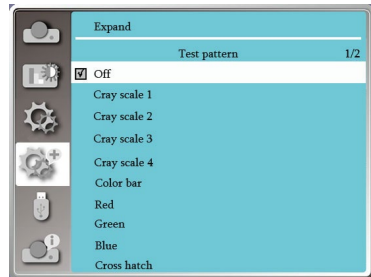 Expand
Test pattern 1/2
Off
Cray scale 1
Cray scale 2
Cray scale 3
Cray scale 4
Color bar
Red
Green
Blue
Cross hatch